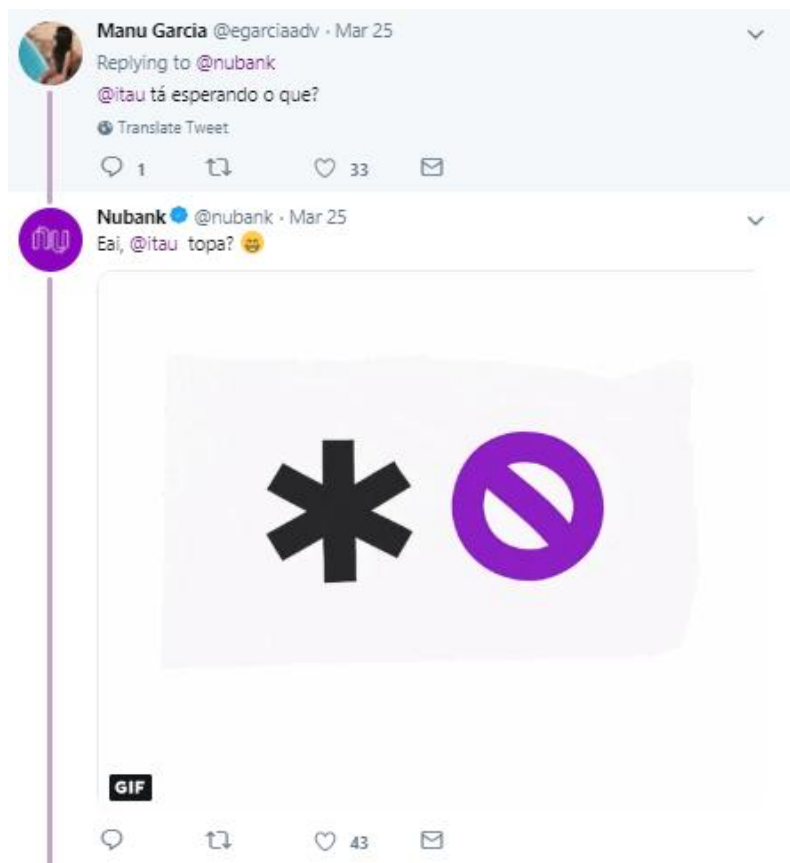 Manu Garcia @egarciaadv · Mar 25
Replying to @nubank
@itau tá esperando o que?
Translate Tweet
1 33
nu
Nubank @nubank · Mar 25
Eai, @itau topa? 😄
GIF
43